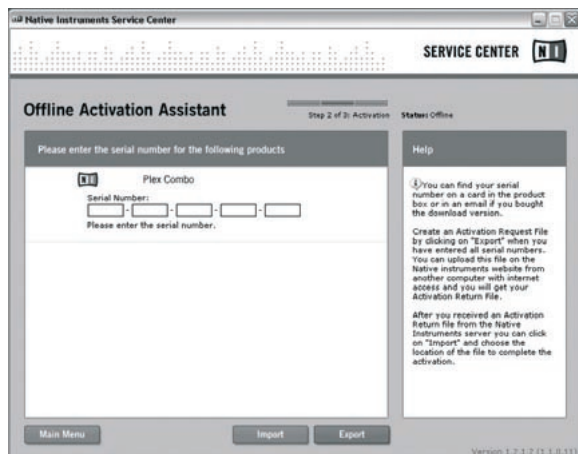 Native Instruments Service Center
SERVICE CENTER NI
Offline Activation Assistant
Step 2 of 3: Activation
Status: Offline
Please enter the serial number for the following products
NI Plex Combo
Serial Number:
- - - -
Please enter the serial number.
Help
You can find your serial
number on a card in the product
box or in an email if you bought
the download version.
Create an Activation Request File
by clicking on "Export" when you
have entered all serial numbers.
You can upload this file on the
Native instruments website from
another computer with internet
access and you will get your
Activation Return File.
After you received an Activation
Return file from the Native
Instruments server you can click
on "Import" and choose the
location of the file to complete the
activation.
Main Menu
Import
Export
Version